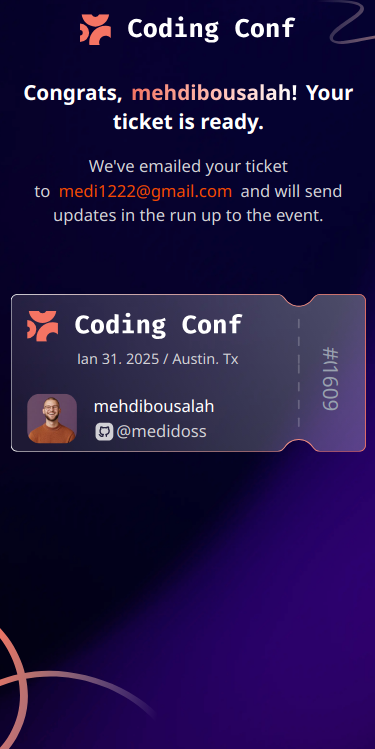 Coding Conf
Congrats, mehdibousalah! Your
ticket is ready.
We've emailed your ticket
to medi1222@gmail.com and will send
updates in the run up to the event.
Coding Conf
Jan 31. 2025 / Austin. Tx
mehdibousalah
@medidoss
#(1609